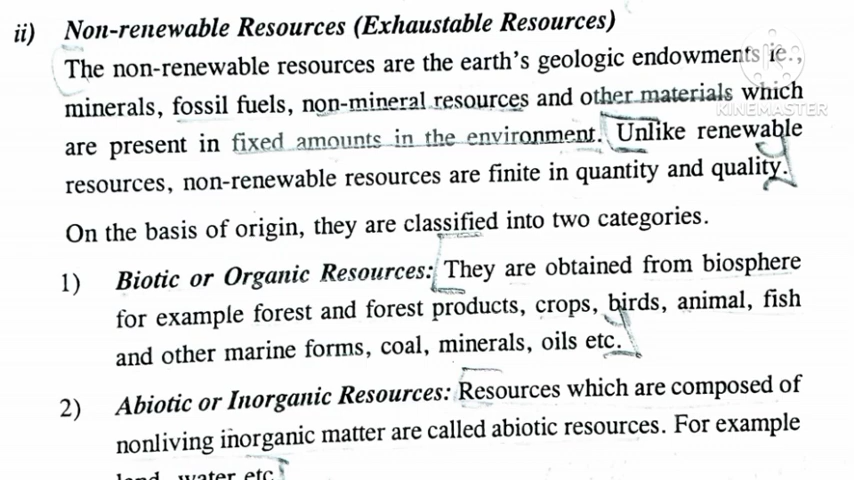 ii) Non-renewable Resources (Exhaustable Resources)
The non-renewable resources are the earth's geologic endowments ie.,
minerals, fossil fuels, non-mineral resources and other materials which
KINEMASTER
are present in fixed amounts in the environment. Unlike renewable
resources, non-renewable resources are finite in quantity and quality.
On the basis of origin, they are classified into two categories.
1) Biotic or Organic Resources: They are obtained from biosphere
for example forest and forest products, crops, birds, animal, fish
and other marine forms, coal, minerals, oils etc.
2) Abiotic or Inorganic Resources: Resources which are composed of
nonliving inorganic matter are called abiotic resources. For example
land, water etc.